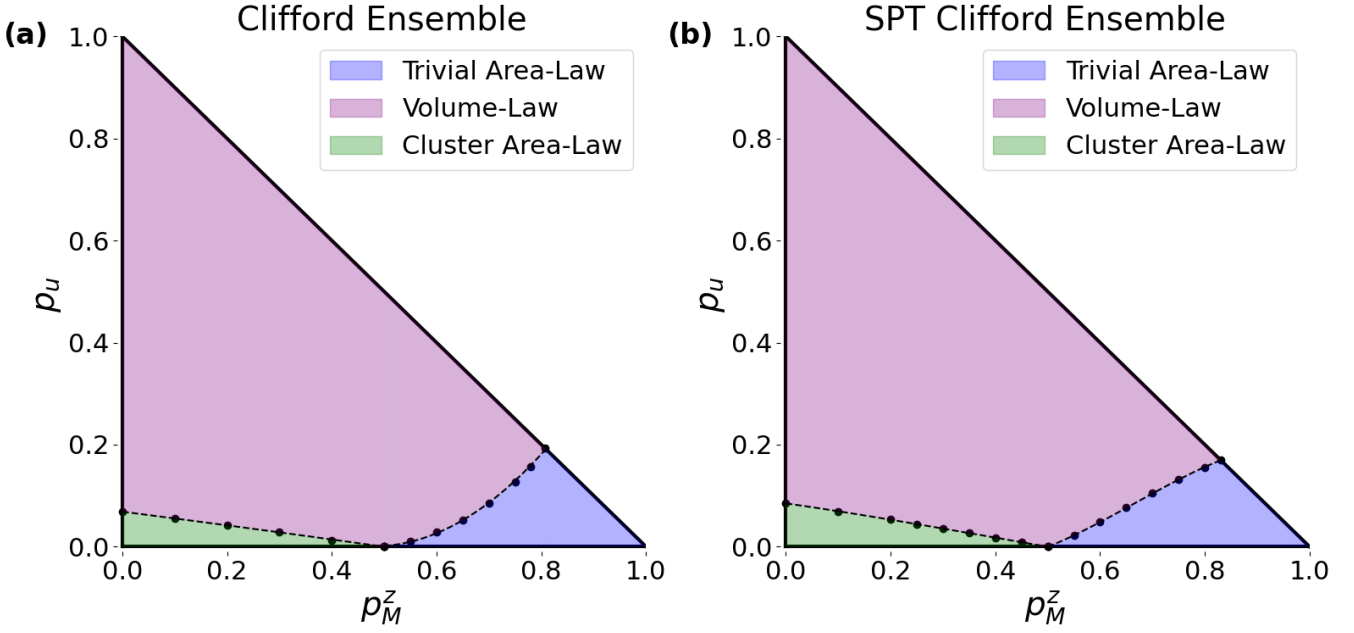 (a) Clifford Ensemble
Trivial Area-Law
Volume-Law
Cluster Area-Law
1.0
0.8
0.6
0.4
0.2
0.0
p_u
0.0 0.2 0.4 0.6 0.8 1.0
p_M^z
(b) SPT Clifford Ensemble
Trivial Area-Law
Volume-Law
Cluster Area-Law
1.0
0.8
0.6
0.4
0.2
0.0
p_u
0.0 0.2 0.4 0.6 0.8 1.0
p_M^z